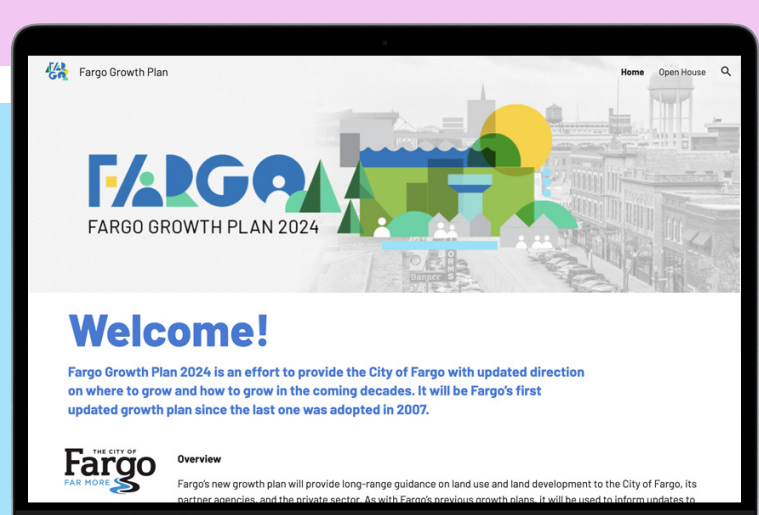 FARGO
Fargo Growth Plan
Home Open House
FARGO
FARGO GROWTH PLAN 2024
Banner
Welcome!
Fargo Growth Plan 2024 is an effort to provide the City of Fargo with updated direction
on where to grow and how to grow in the coming decades. It will be Fargo's first
updated growth plan since the last one was adopted in 2007.
THE CITY OF
Fargo
FAR MORE
Overview
Fargo's new growth plan will provide long-range guidance on land use and land development to the City of Fargo, its
partner agencies, and the private sector. As with Fargo's previous growth plans, it will be used to inform updates to